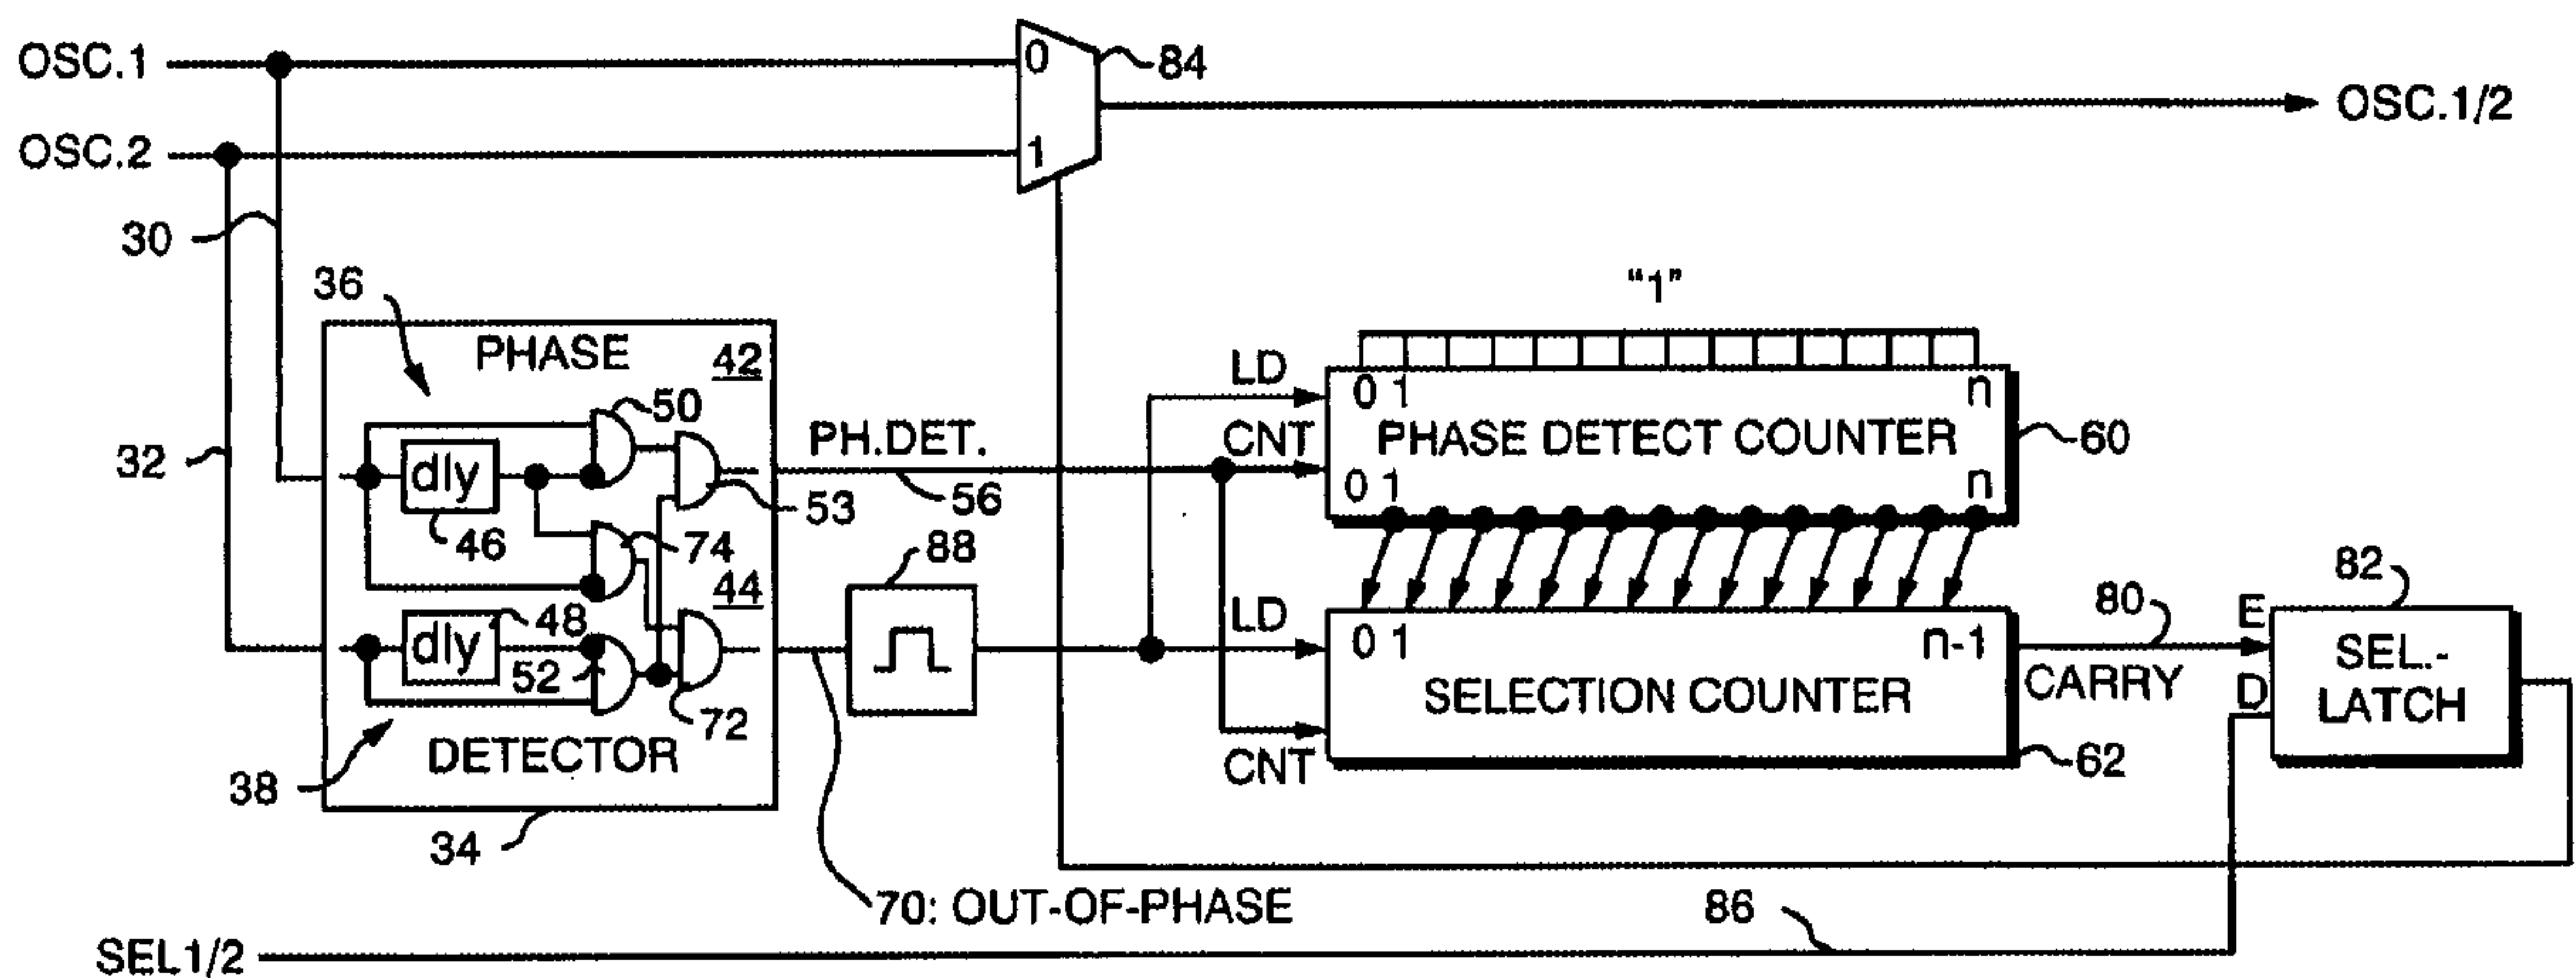 OSC.1
0
84
OSC.1/2
OSC.2
1
30
36
"1"
PHASE
42
LD
0 1
n
50
PH.DET.
CNT
PHASE DETECT COUNTER
60
32
dly
56
0 1
n
53
46
74
88
82
44
80
E
48
LD
0 1
n-1
dly
52
SEL.-
LATCH
CARRY
D
SELECTION COUNTER
72
38
DETECTOR
CNT
62
34
70: OUT-OF-PHASE
86
SEL1/2